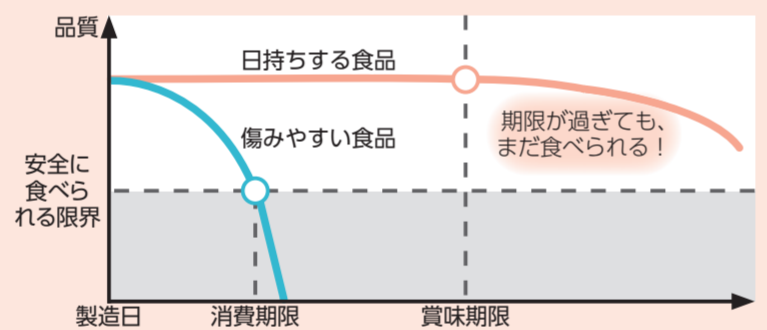 品質
日持ちする食品
期限が過ぎても、
まだ食べられる！
傷みやすい食品
安全に
食べら
れる限界
製造日
消費期限
賞味期限